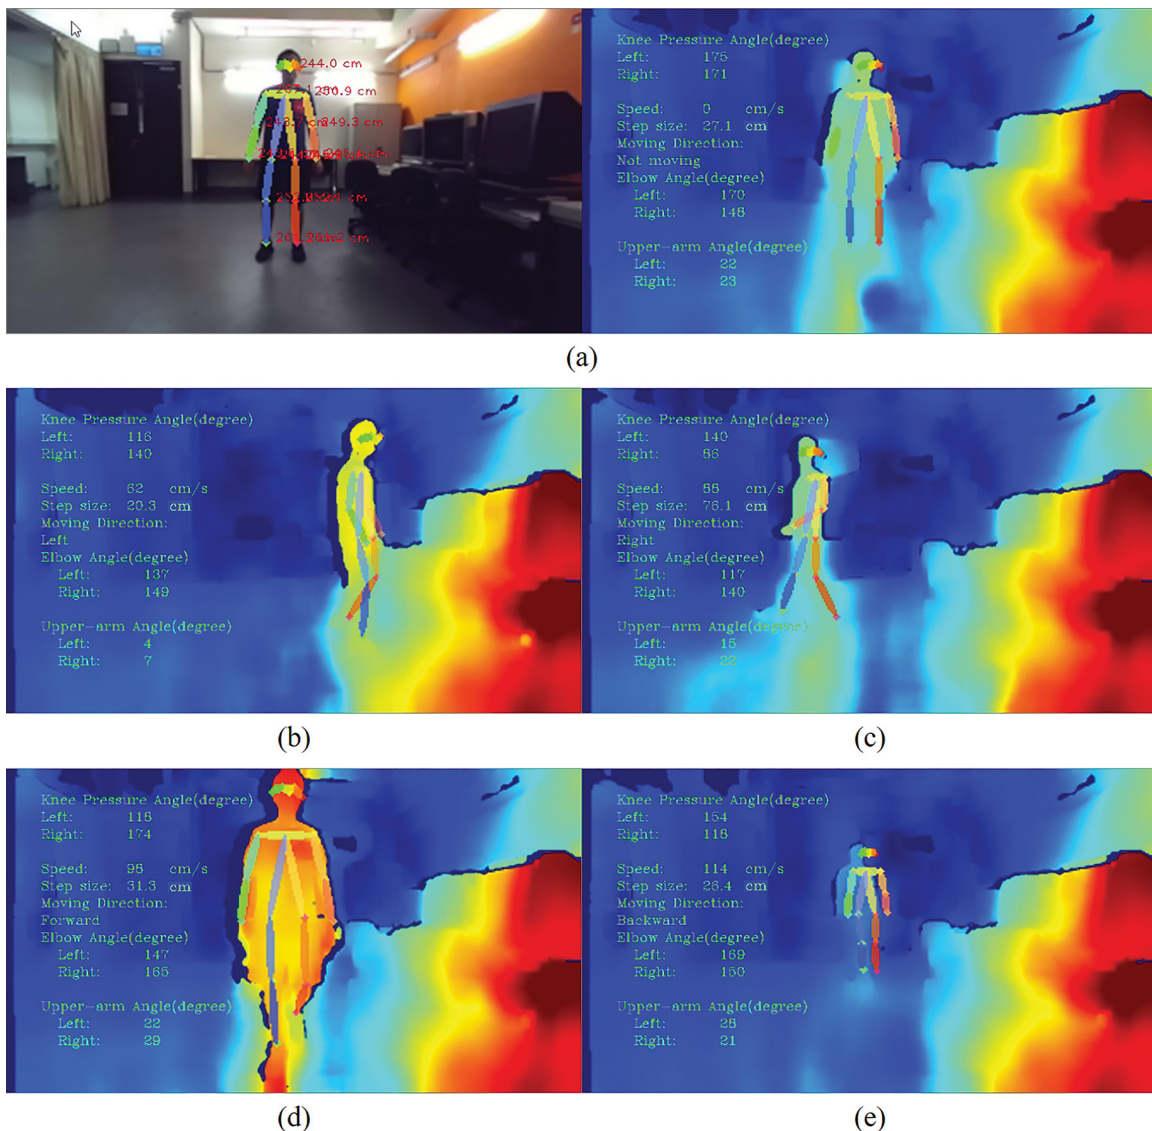 244.0 cm
250.9 cm
249.3 cm
Knee Pressure Angle(degree)
Left: 175
Right: 171
Speed: 0 cm/s
Step size: 27.1 cm
Moving Direction:
Not moving
Elbow Angle(degree)
Left: 170
Right: 148
Upper-arm Angle(degree)
Left: 22
Right: 23
(a)
Knee Pressure Angle(degree)
Left: 116
Right: 140
Speed: 62 cm/s
Step size: 20.3 cm
Moving Direction:
Left
Elbow Angle(degree)
Left: 137
Right: 149
Upper-arm Angle(degree)
Left: 4
Right: 7
(b)
Knee Pressure Angle(degree)
Left: 140
Right:
Speed: cm/s
Step size: 76.1 cm
Moving Direction:
Right
Elbow Angle(degree)
Left: 117
Right: 140
Upper-arm Angle(degree)
Left: 15
Right: 22
(c)
Knee Pressure Angle(degree)
Left: 118
Right: 174
Speed: 98 cm/s
Step size: 31.3 cm
Moving Direction:
Forward
Elbow Angle(degree)
Left: 147
Right: 165
Upper-arm Angle(degree)
Left: 22
Right: 29
(d)
Knee Pressure Angle(degree)
Left: 154
Right: 118
Speed: 114 cm/s
Step size: 26.4 cm
Moving Direction:
Backward
Elbow Angle(degree)
Left: 169
Right: 150
Upper-arm Angle(degree)
Left: 28
Right: 21
(e)